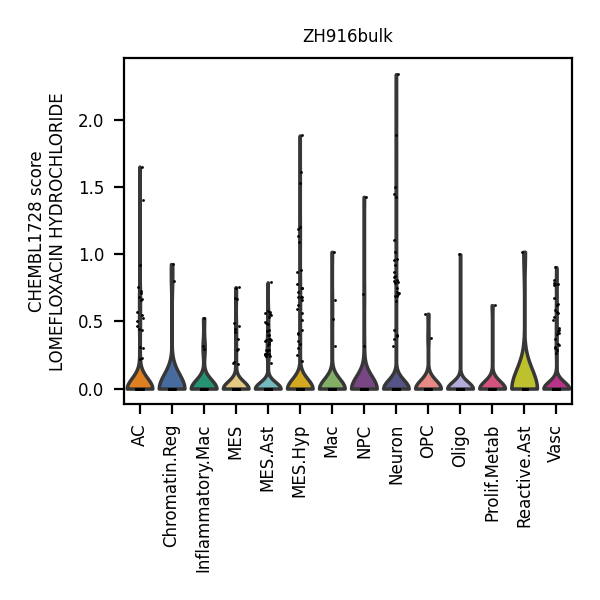 ZH916bulk
CHEMBL1728 score
LOMEFLOXACIN HYDROCHLORIDE
2.0
1.5
1.0
0.5
0.0
AC
Chromatin.Reg
Inflammatory.Mac
MES
MES.Ast
MES.Hyp
Mac
NPC
Neuron
OPC
Oligo
Prolif.Metab
Reactive.Ast
Vasc